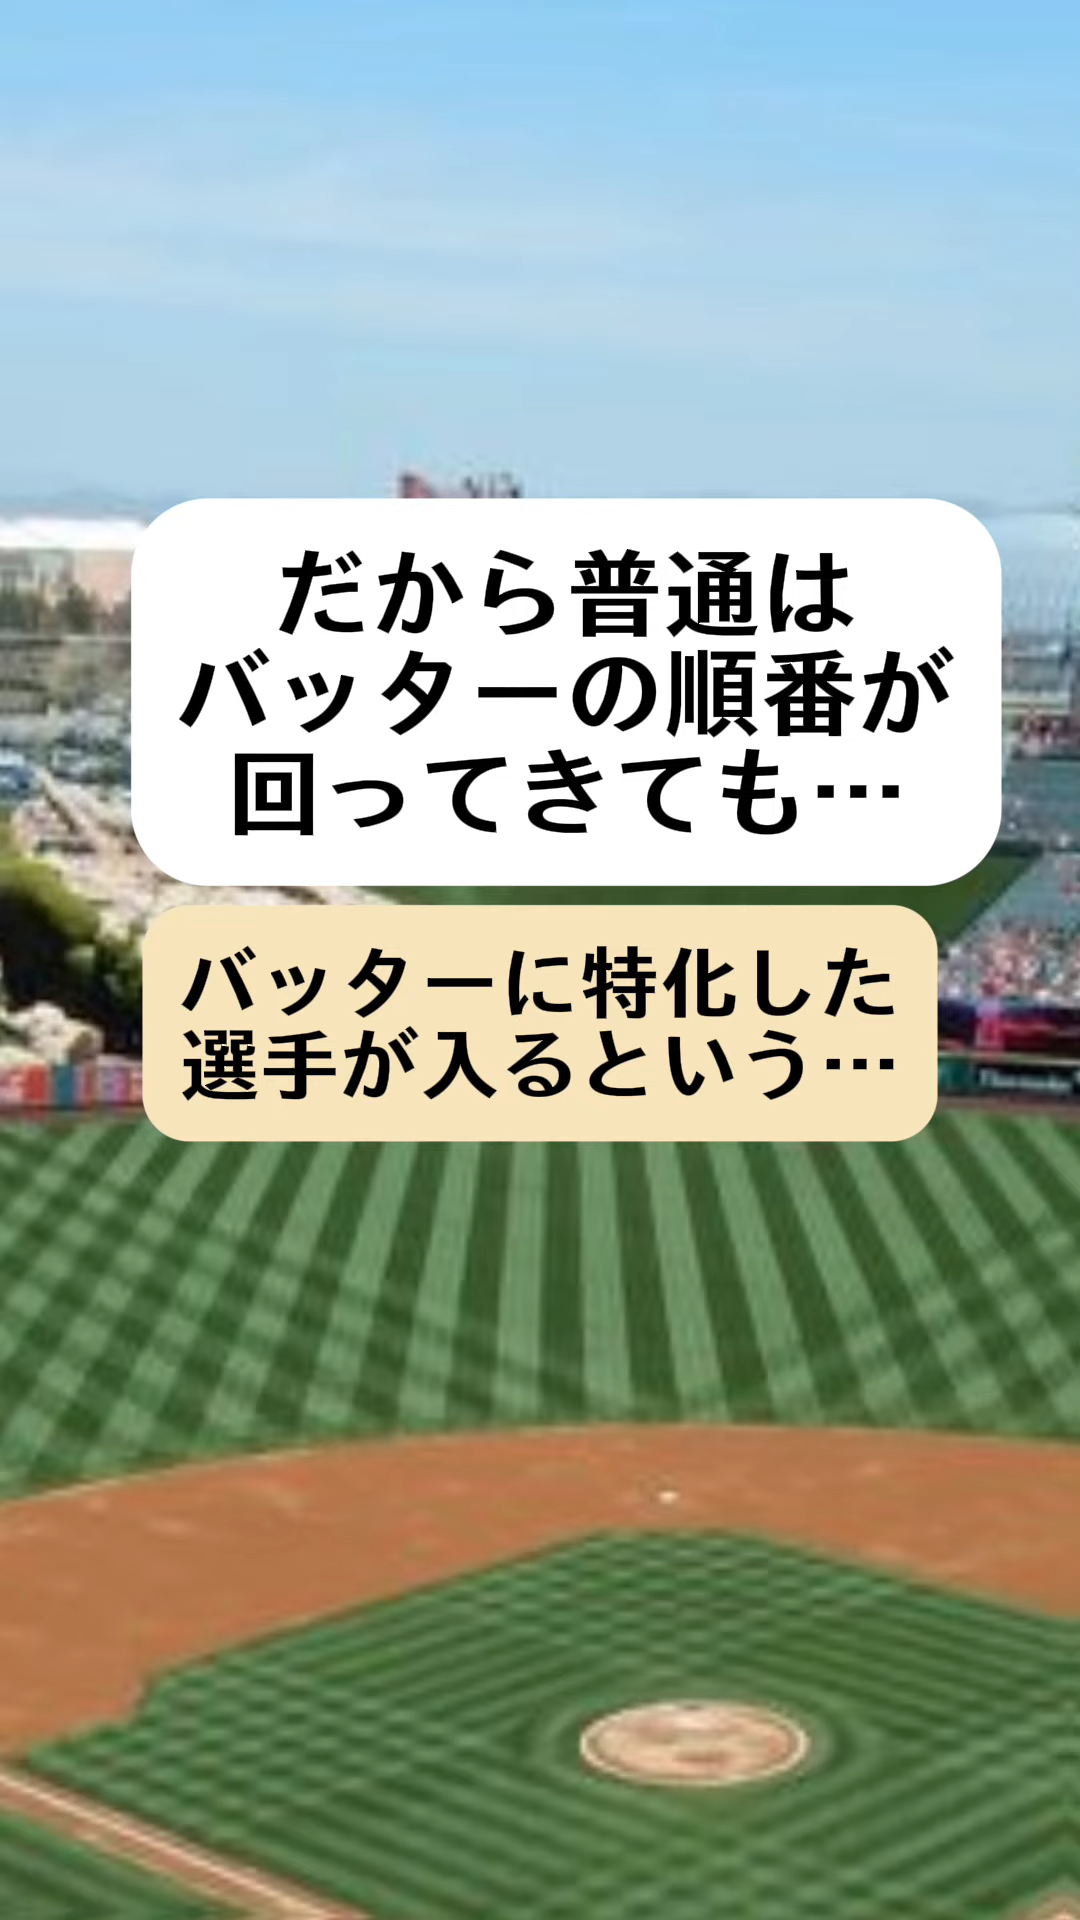 だから普通は
バッターの順番が
回ってきても…
バッターに特化した
選手が入るという…